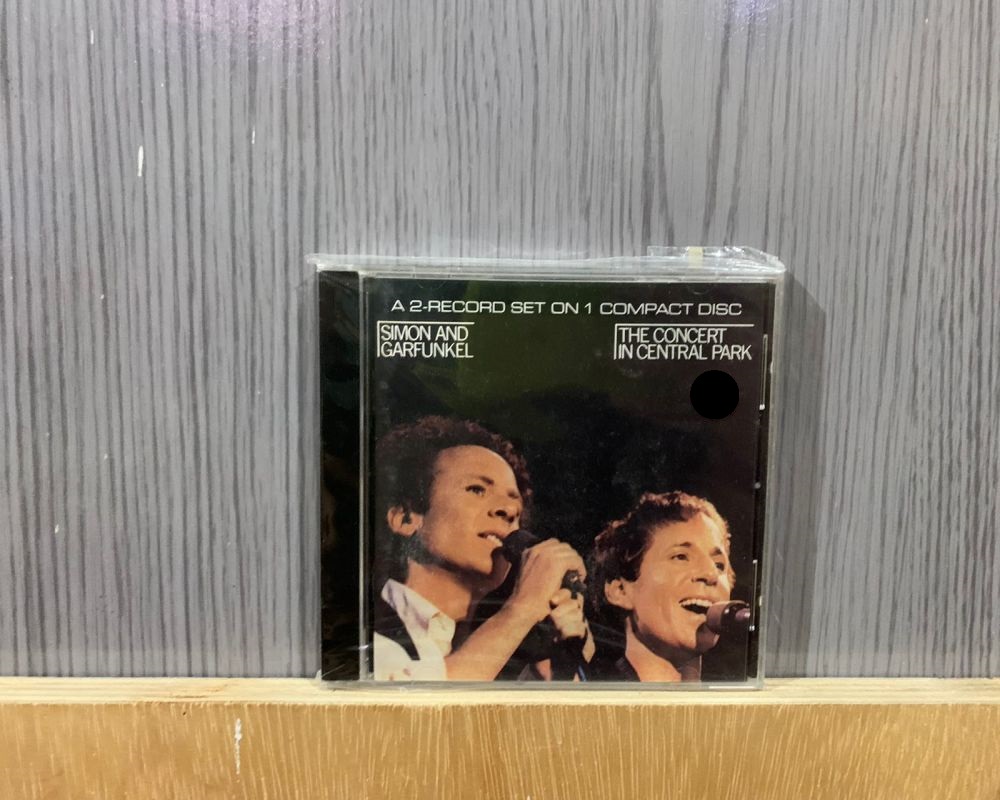 A 2-RECORD SET ON 1 COMPACT DISC
SIMON AND
GARFUNKEL
THE CONCERT
IN CENTRAL PARK